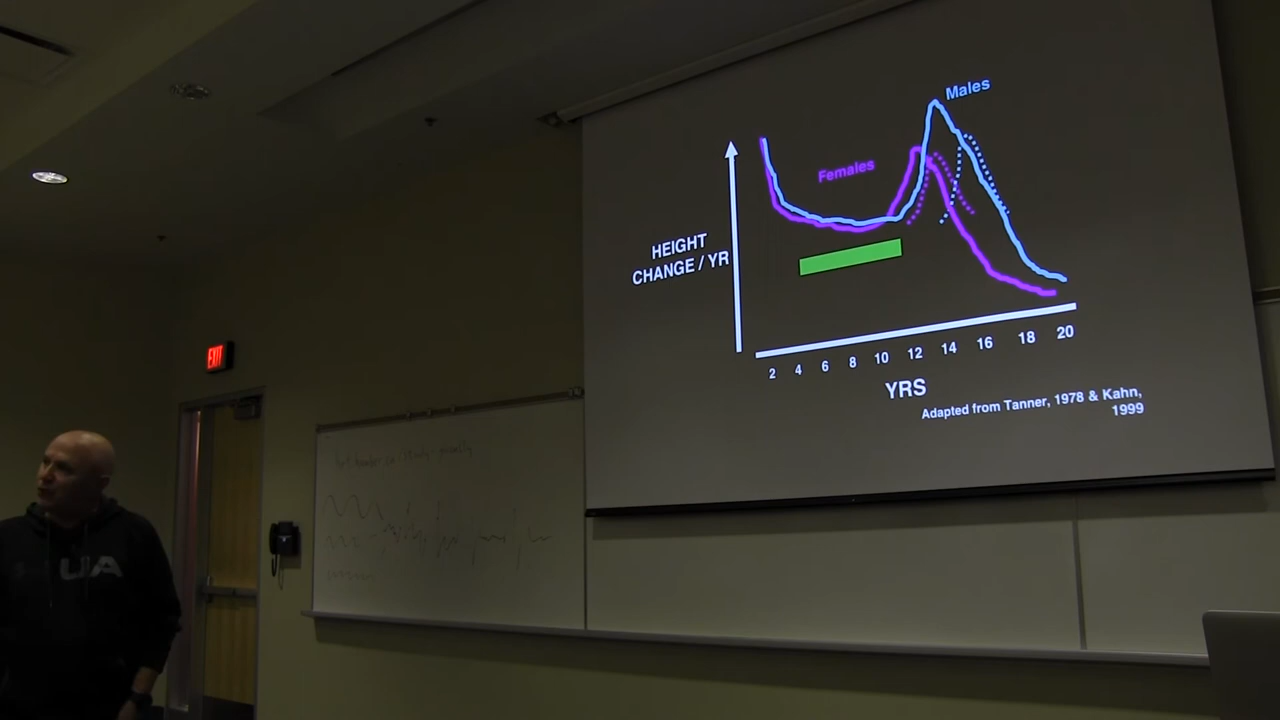 Males
Females
HEIGHT
CHANGE / YR
2 4 6 8 10 12 14 16 18 20
YRS
Adapted from Tanner, 1978 & Kahn,
1999
EXIT
UA